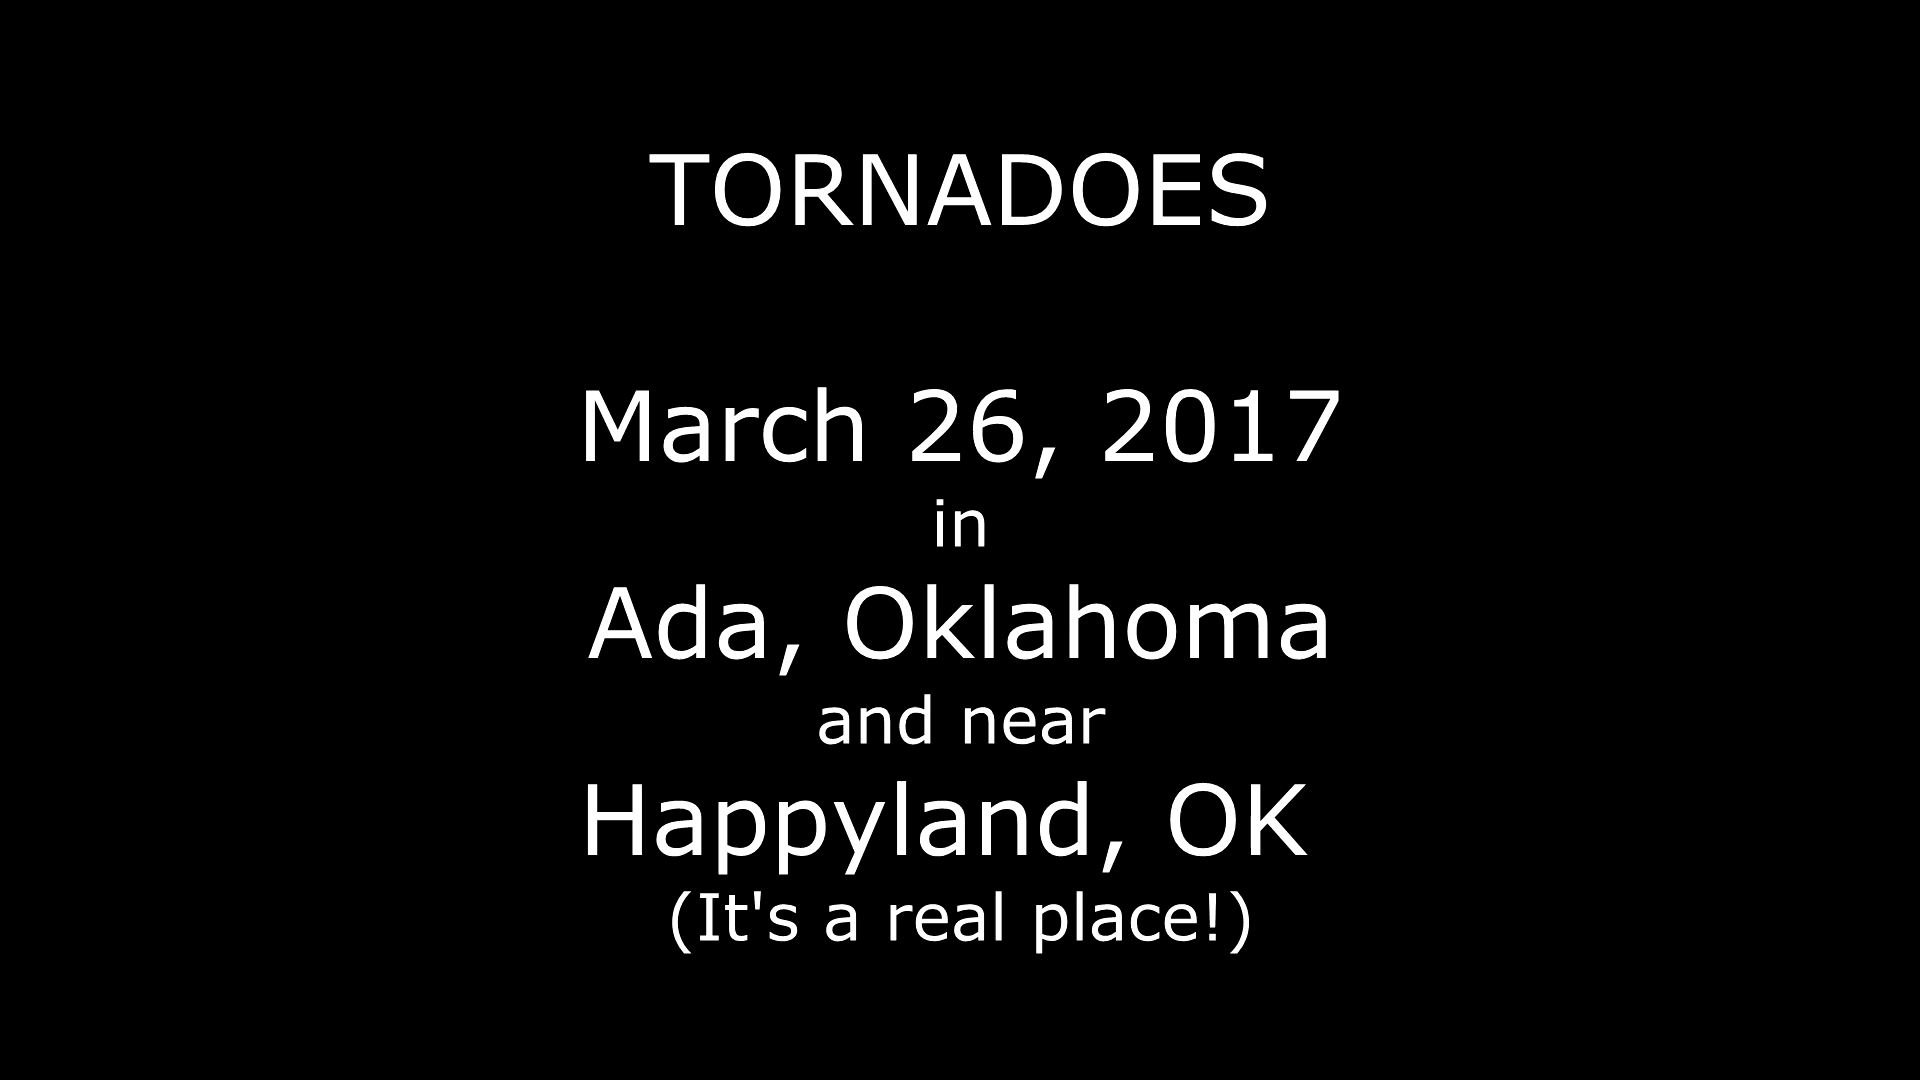 TORNADOES
March 26, 2017
in
Ada, Oklahoma
and near
Happyland, OK
(It's a real place!)